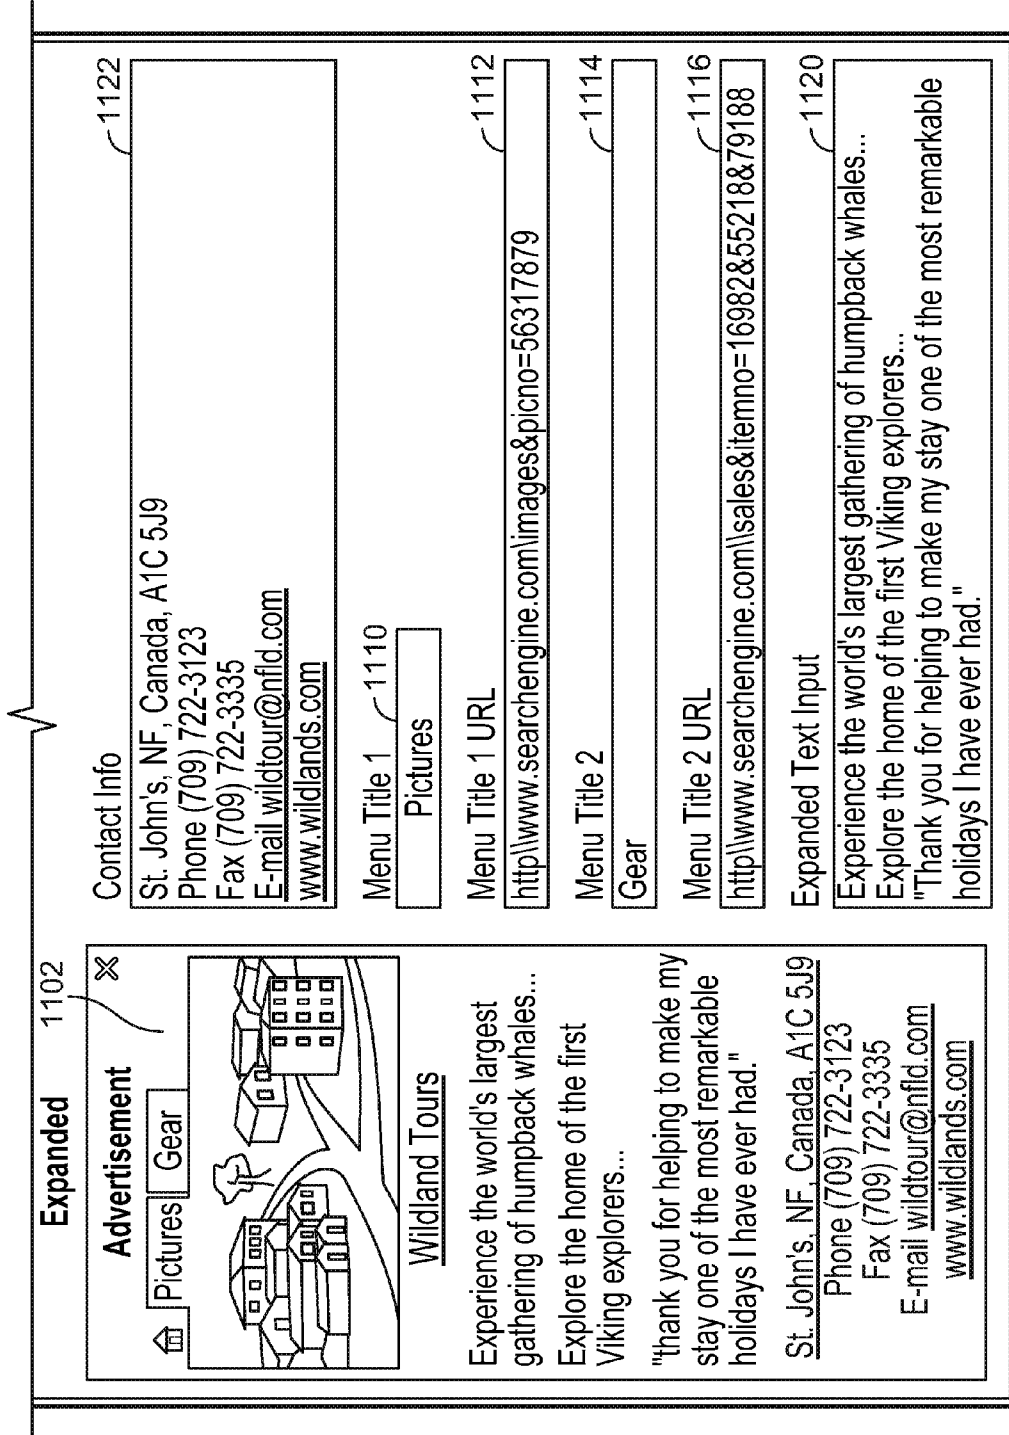 Expanded
1102
Advertisement
Pictures
Gear
Wildland Tours
Experience the world's largest
gathering of humpback whales...
Explore the home of the first
Viking explorers...
"thank you for helping to make my
stay one of the most remarkable
holidays I have ever had."
St. John's, NF, Canada, A1C 5J9
Phone (709) 722-3123
Fax (709) 722-3335
E-mail wildtour@nfld.com
www.wildlands.com
Contact Info
1122
St. John's, NF, Canada, A1C 5J9
Phone (709) 722-3123
Fax (709) 722-3335
E-mail wildtour@nfld.com
www.wildlands.com
Menu Title 1
1110
Pictures
Menu Title 1 URL
1112
http\\www.searchengine.com\images&picno=56317879
Menu Title 2
1114
Gear
Menu Title 2 URL
1116
http\\www.searchengine.com\\sales&itemno=16982&55218&79188
Expanded Text Input
1120
Experience the world's largest gathering of humpback whales...
Explore the home of the first Viking explorers...
"Thank you for helping to make my stay one of the most remarkable
holidays I have ever had."